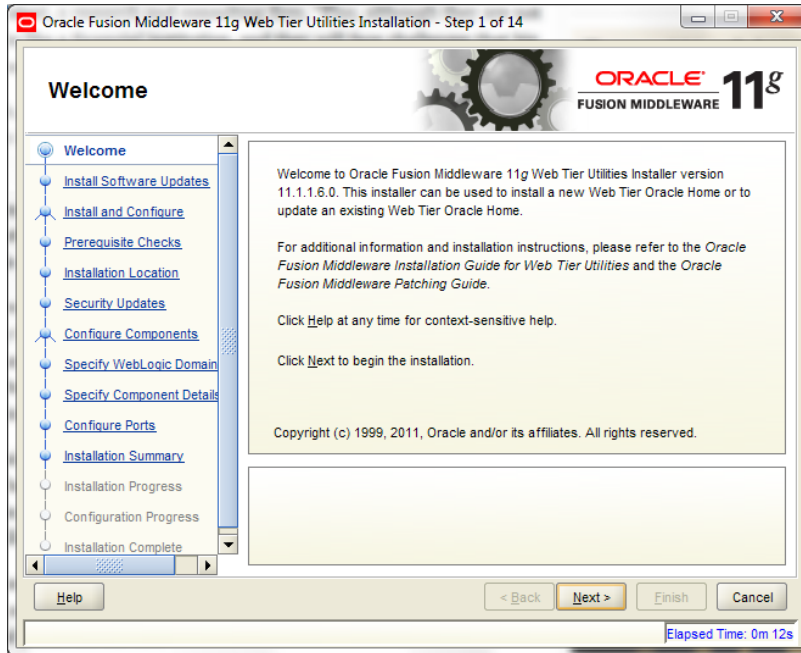 Oracle Fusion Middleware 11g Web Tier Utilities Installation - Step 1 of 14
Welcome
ORACLE
FUSION MIDDLEWARE 11g
Welcome
Install Software Updates
Install and Configure
Prerequisite Checks
Installation Location
Security Updates
Configure Components
Specify WebLogic Domain
Specify Component Details
Configure Ports
Installation Summary
Installation Progress
Configuration Progress
Installation Complete
Welcome to Oracle Fusion Middleware 11g Web Tier Utilities Installer version
11.1.1.6.0. This installer can be used to install a new Web Tier Oracle Home or to
update an existing Web Tier Oracle Home.
For additional information and installation instructions, please refer to the Oracle
Fusion Middleware Installation Guide for Web Tier Utilities and the Oracle
Fusion Middleware Patching Guide.
Click Help at any time for context-sensitive help.
Click Next to begin the installation.
Copyright (c) 1999, 2011, Oracle and/or its affiliates. All rights reserved.
Help
< Back
Next >
Finish
Cancel
Elapsed Time: 0m 12s